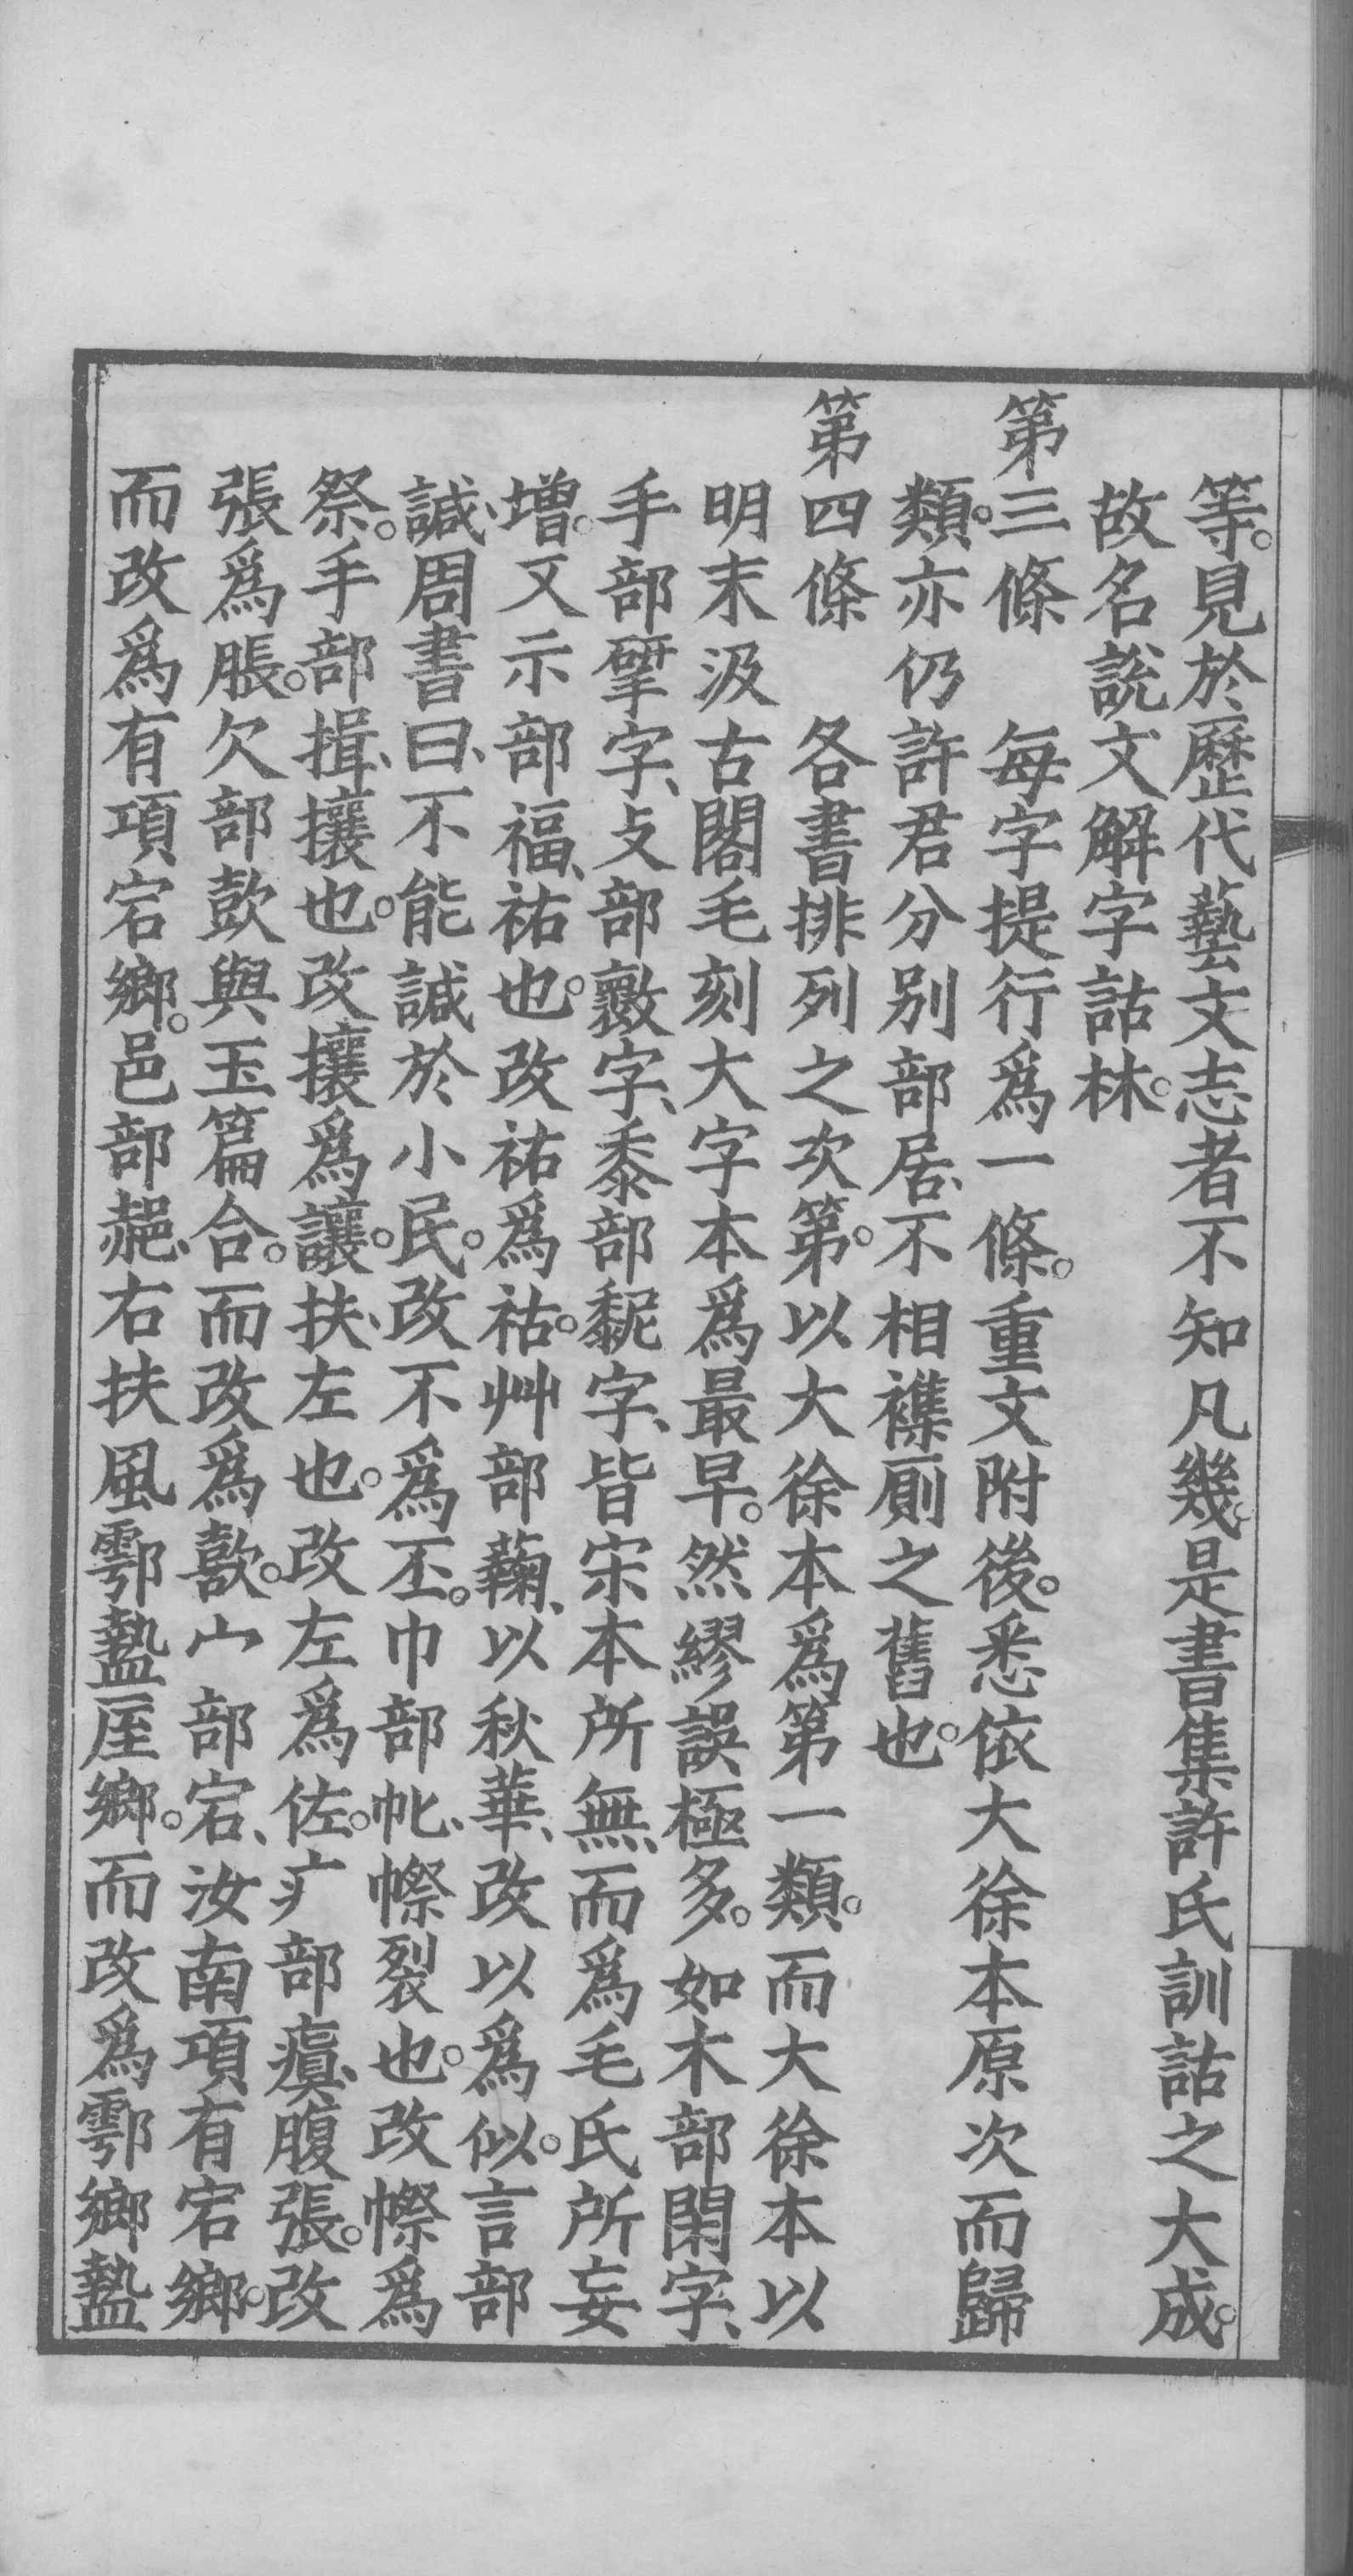 等。見於歷代藝文志者不知凡幾。是書集許氏訓詁之大成。
故名說文解字詁林。
第三條　每字提行爲一條。重文附後。悉依大徐本原次而歸
類。亦仍許君分别部居、不相襍廁之舊也。
第四條　各書排列之次第。以大徐本爲第一類。而大徐本以
明末汲古閣毛刻大字本爲最早。然繆誤極多。如木部閑字、
手部揅字、攴部斅字、黍部䵑字、皆宋本所無、而爲毛氏所妄
增。又示部福、祐也。改祐爲祜。艸部蘜、以秋華、改以爲似。言部
諴、周書曰、不能諴於小民。改不爲丕。巾部㡜、㡜裂也。改㡜爲
祭。手部揖、攘也。改攘爲讓。扶、左也。改左爲佐。疒部瘨、腹張。改
張爲脹。欠部歖與玉篇合。而改爲歖。宀部宕、汝南項有宕鄉。
而改爲有項宕鄉。邑部郝、右扶風鄠盩厔鄉。而改爲鄠鄉盩